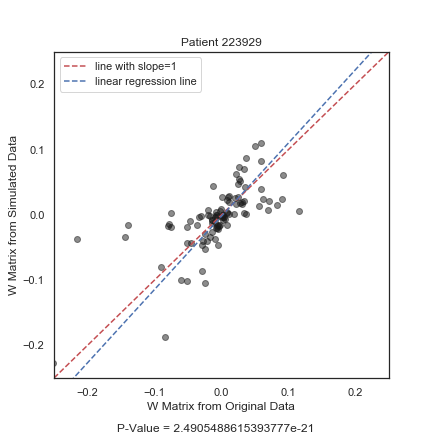 Patient 223929
line with slope=1
linear regression line
W Matrix from Simulated Data
0.2
0.1
0.0
−0.1
−0.2
−0.2 −0.1 0.0 0.1 0.2
W Matrix from Original Data
P-Value = 2.4905488615393777e-21